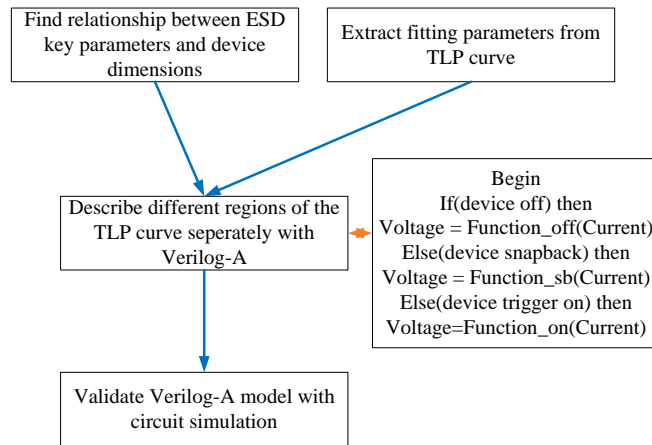 Find relationship between ESD
key parameters and device
dimensions
Extract fitting parameters from
TLP curve
Describe different regions of the
TLP curve seperately with
Verilog-A
Begin
If(device off) then
Voltage = Function_off(Current)
Else(device snapback) then
Voltage = Function_sb(Current)
Else(device trigger on) then
Voltage=Function_on(Current)
Validate Verilog-A model with
circuit simulation